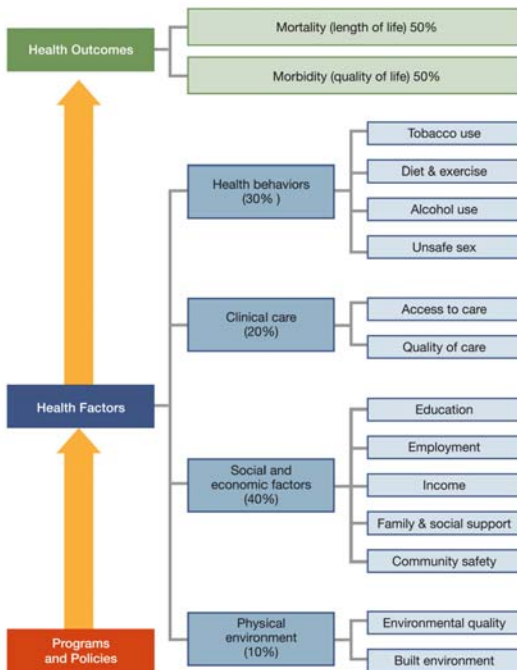 Health Outcomes
Mortality (length of life) 50%
Morbidity (quality of life) 50%
Health Factors
Health behaviors
(30% )
Tobacco use
Diet & exercise
Alcohol use
Unsafe sex
Clinical care
(20%)
Access to care
Quality of care
Social and
economic factors
(40%)
Education
Employment
Income
Family & social support
Community safety
Physical
environment
(10%)
Environmental quality
Built environment
Programs
and Policies